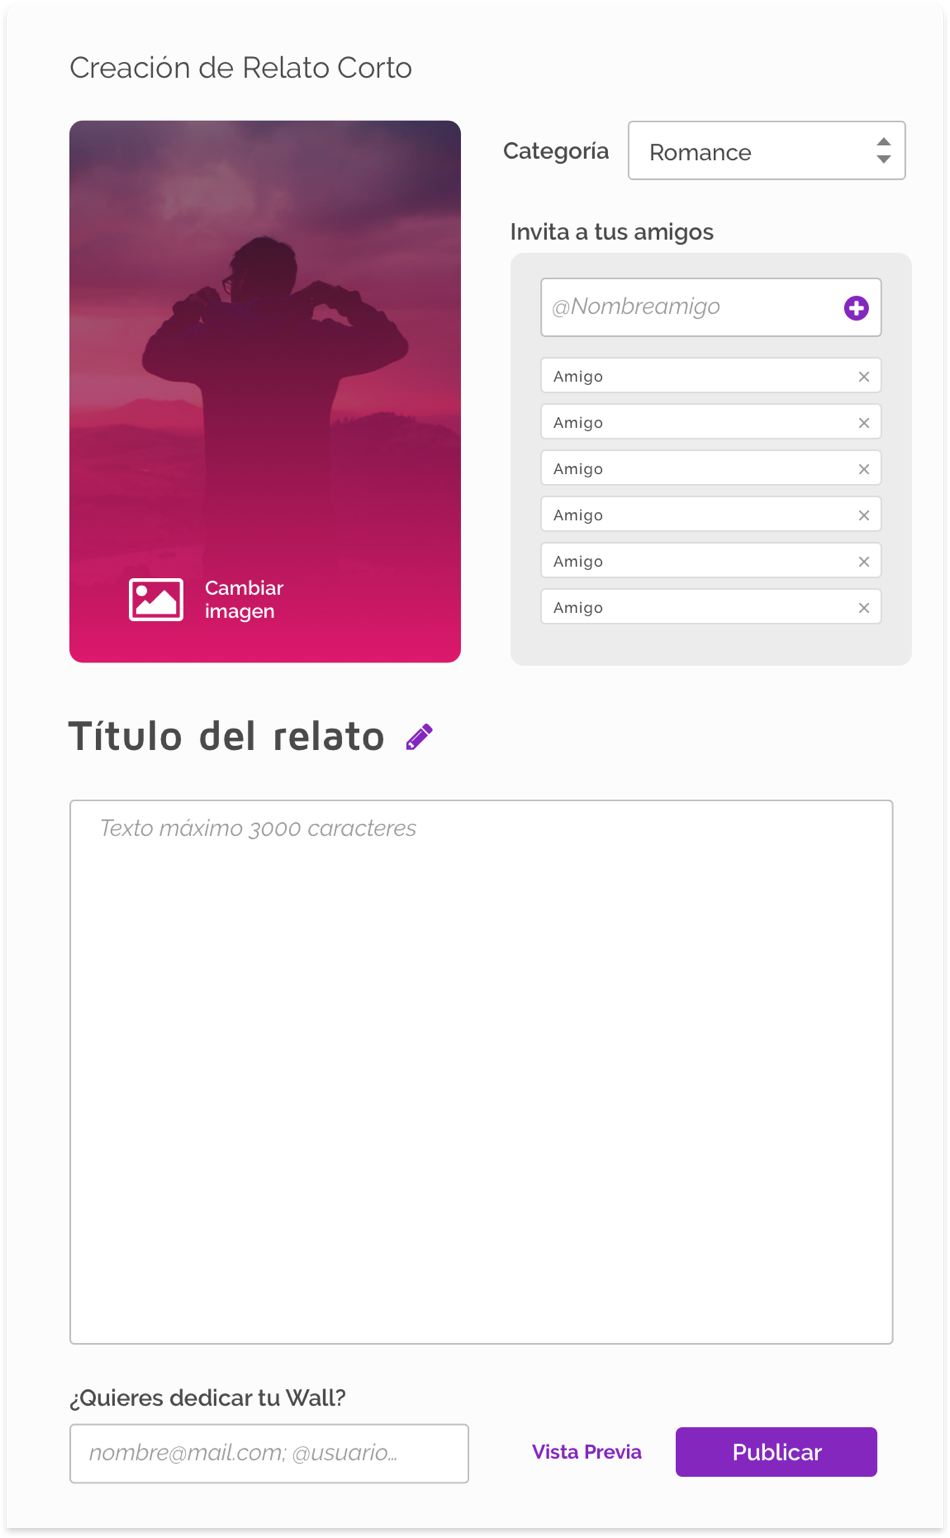 Creación de Relato Corto
Categoría
Romance
Invita a tus amigos
@Nombreamigo
Amigo
Amigo
Amigo
Amigo
Amigo
Amigo
Cambiar
imagen
Título del relato
Texto máximo 3000 caracteres
¿Quieres dedicar tu Wall?
nombre@mail.com; @usuario...
Vista Previa
Publicar